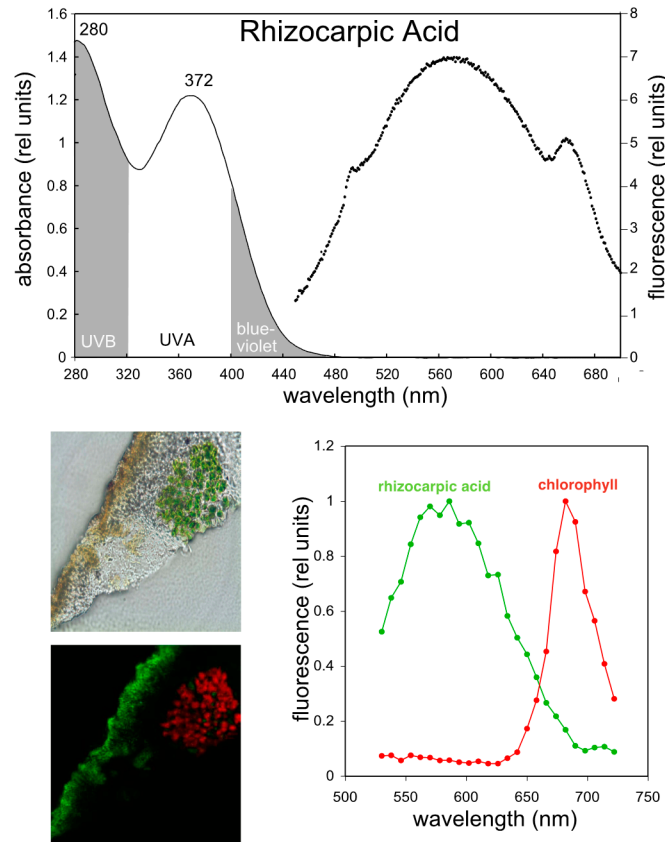 Rhizocarpic Acid
280
372
absorbance (rel units)
1.6
1.4
1.2
1
0.8
0.6
0.4
0.2
0
fluorescence (rel units)
8
7
6
5
4
3
2
1
0
UVB
UVA
blue-
violet
280 320 360 400 440 480 520 560 600 640 680
wavelength (nm)
rhizocarpic acid
chlorophyll
fluorescence (rel units)
1.2
1
0.8
0.6
0.4
0.2
0
500 550 600 650 700 750
wavelength (nm)